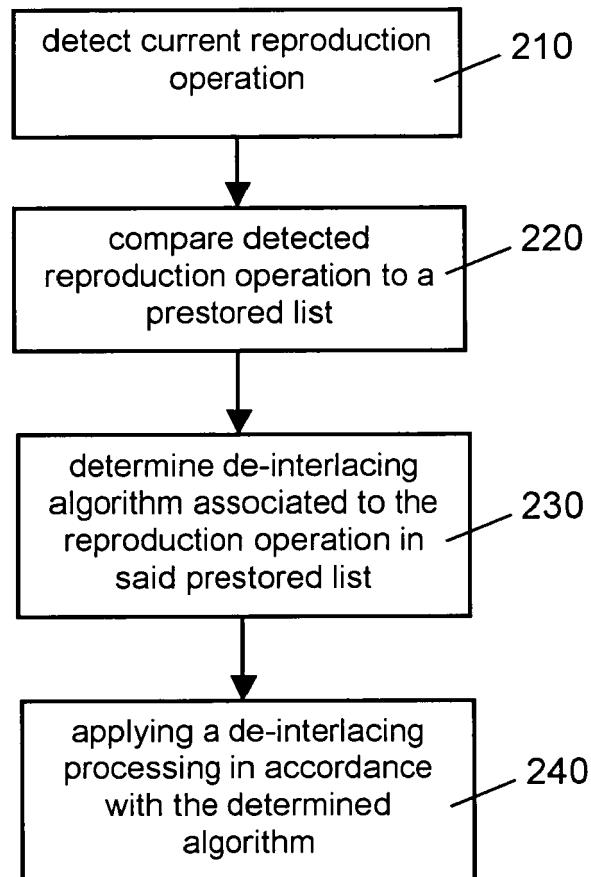 detect current reproduction
operation
210
compare detected
reproduction operation to a
prestored list
220
determine de-interlacing
algorithm associated to the
reproduction operation in
said prestored list
230
applying a de-interlacing
processing in accordance
with the determined
algorithm
240